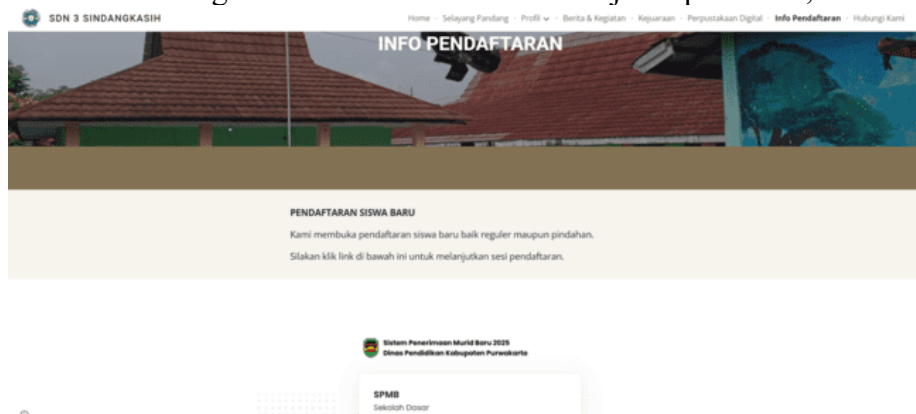 SDN 3 SINDANGKASIH
Home - Selayang Pandang - Profil - Berita & Kegiatan - Kejuaraan - Perpustakaan Digital - Info Pendaftaran - Hubungi Kami
INFO PENDAFTARAN
PENDAFTARAN SISWA BARU
Kami membuka pendaftaran siswa baru baik reguler maupun pindahan.
Silakan klik link di bawah ini untuk melanjutkan sesi pendaftaran.
Sistem Penerimaan Murid Baru 2025
Dinas Pendidikan Kabupaten Purwakarta
SPMB
Sekolah Dasar